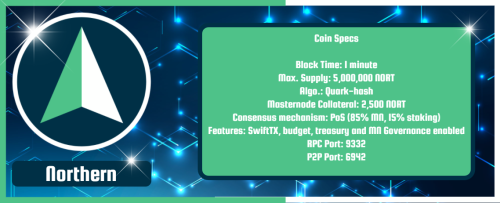 Coin Specs
Block Time: 1 minute
Max. Supply: 5,000,000 NORT
Algo.: Quark-hash
Masternode Collateral: 2,500 NORT
Consensus mechanism: PoS (85% MN, 15% staking)
Features: SwiftTX, budget, treasury and MN Governance enabled
RPC Port: 9332
P2P Port: 6942
Northern